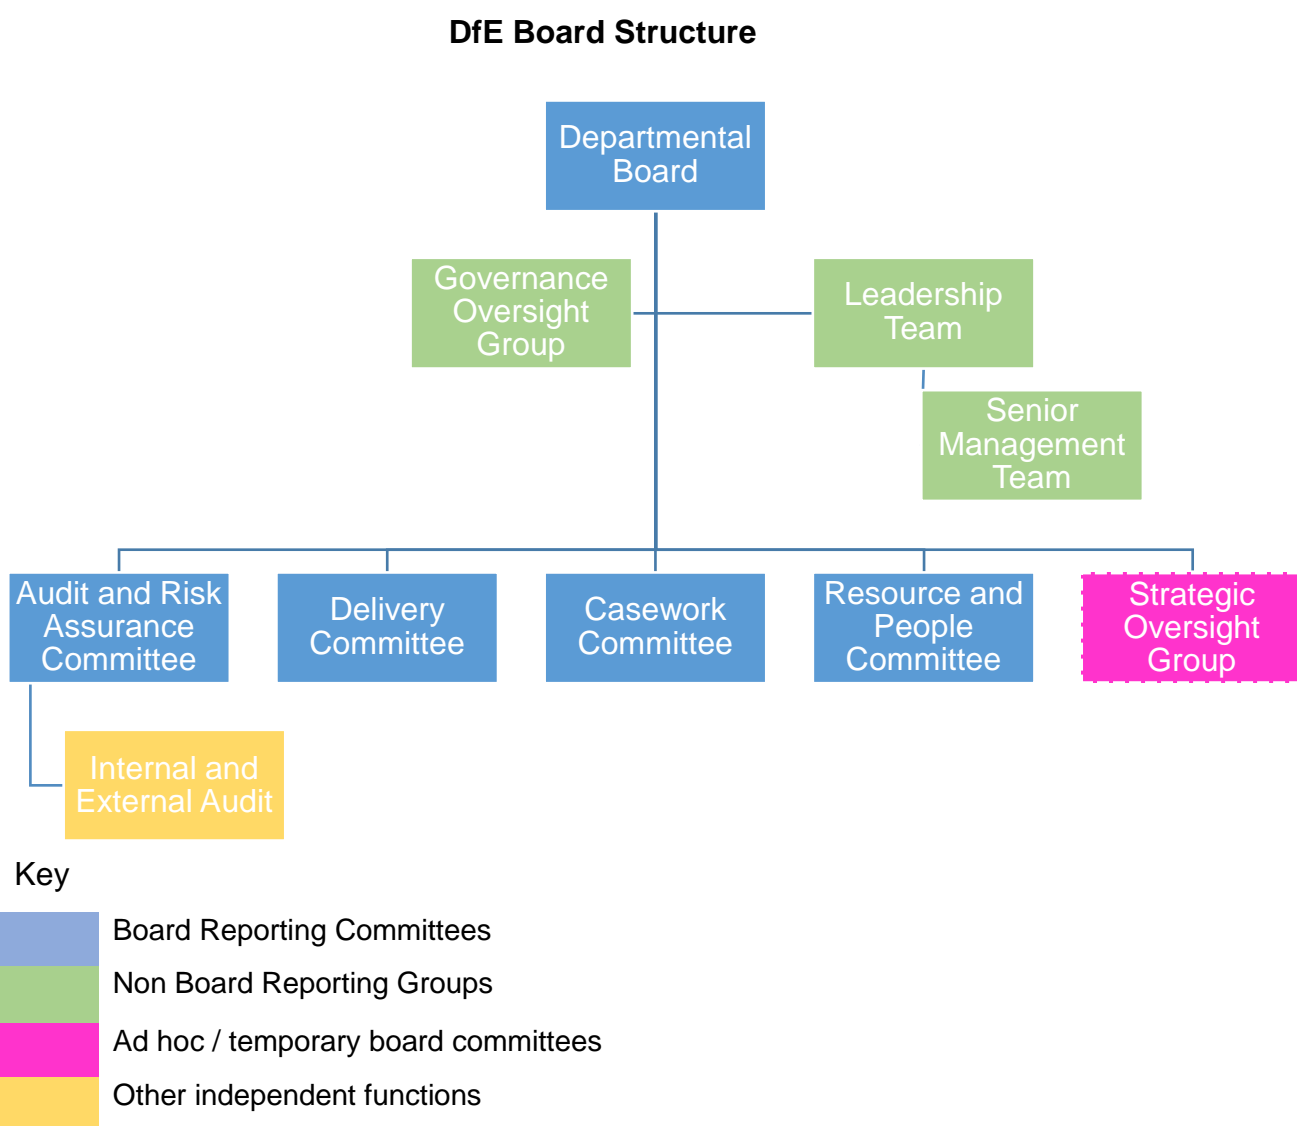 DfE Board Structure
Departmental
Board
Governance
Oversight
Group
Leadership
Team
Senior
Management
Team
Audit and Risk
Assurance
Committee
Delivery
Committee
Casework
Committee
Resource and
People
Committee
Strategic
Oversight
Group
Internal and
External Audit
Key
Board Reporting Committees
Non Board Reporting Groups
Ad hoc / temporary board committees
Other independent functions